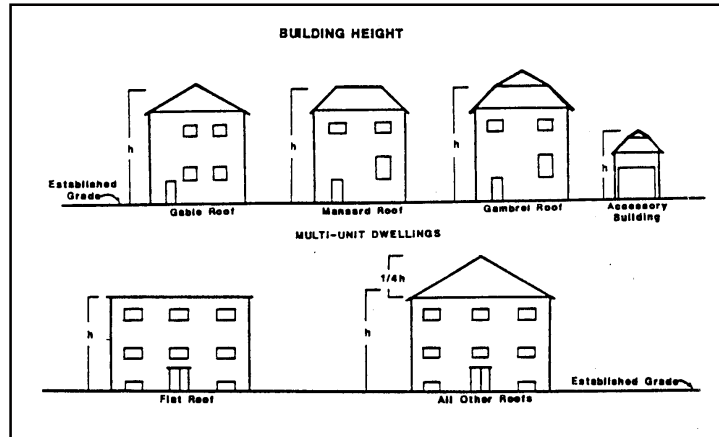 BUILDING HEIGHT
h
h
h
h
Established
Grade
Gable Roof
Mansard Roof
Gambrel Roof
Accessory
Building
MULTI-UNIT DWELLINGS
1/4h
h
h
Established Grade
Flat Roof
All Other Roofs